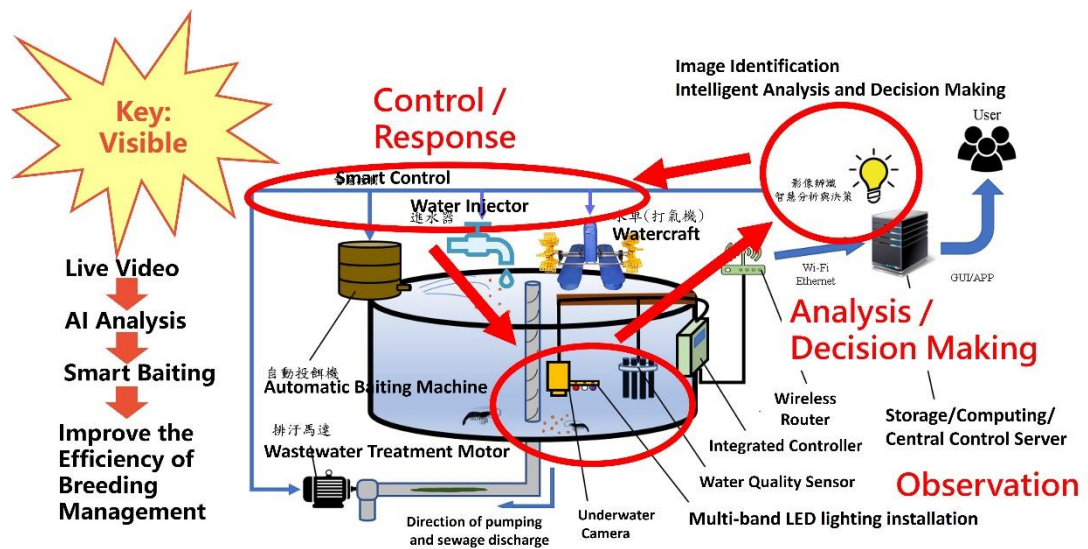 Key:
Visible
Live Video
AI Analysis
Smart Baiting
Improve the
Efficiency of
Breeding
Management
Control /
Response
Smart Control
Water Injector
進水器
水車(打氣機)
Watercraft
自動投餌機
Automatic Baiting Machine
排汙馬達
Wastewater Treatment Motor
Direction of pumping
and sewage discharge
Underwater
Camera
Multi-band LED lighting installation
Water Quality Sensor
Integrated Controller
Wireless
Router
Image Identification
Intelligent Analysis and Decision Making
影像辨識
智慧分析與決策
User
Wi-Fi
Ethernet
GUI/APP
Analysis /
Decision Making
Storage/Computing/
Central Control Server
Observation